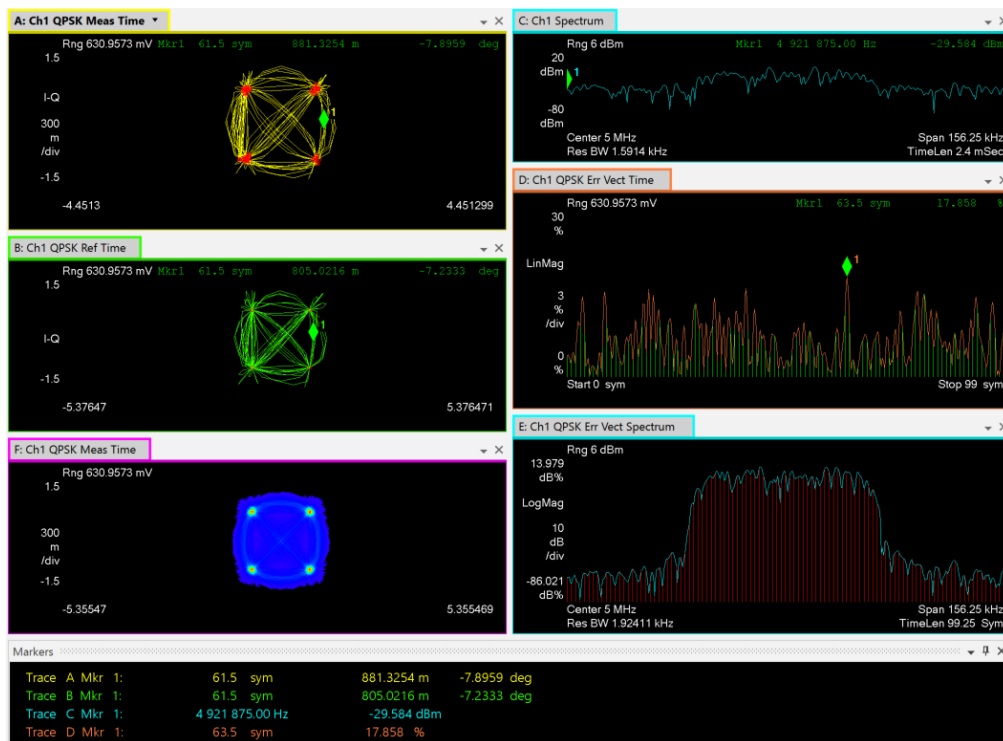 A: Ch1 QPSK Meas Time
Rng 630.9573 mV Mkr1 61.5 sym 881.3254 m -7.8959 deg
1.5
I-Q
300
m
/div
-1.5
-4.4513 4.451299
B: Ch1 QPSK Ref Time
Rng 630.9573 mV Mkr1 61.5 sym 805.0216 m -7.2333 deg
1.5
1
I-Q
-1.5
-5.37647 5.376471
F: Ch1 QPSK Meas Time
Rng 630.9573 mV
1.5
300
m
/div
-1.5
-5.35547 5.355469
C: Ch1 Spectrum
Rng 6 dBm Mkr1 4 921 875.00 Hz -29.584 dBm
20
dBm
1
-80
dBm
Center 5 MHz Span 156.25 kHz
Res BW 1.5914 kHz TimeLen 2.4 mSec
D: Ch1 QPSK Err Vect Time
Rng 630.9573 mV Mkr1 63.5 sym 17.858 %
30
%
1
LinMag
3
%
/div
0
%
Start 0 sym Stop 99 sym
E: Ch1 QPSK Err Vect Spectrum
Rng 6 dBm
13.979
dB%
LogMag
10
dB
/div
-86.021
dB%
Center 5 MHz Span 156.25 kHz
Res BW 1.92411 kHz TimeLen 99.25 Sym
Markers
Trace A Mkr 1: 61.5 sym 881.3254 m -7.8959 deg
Trace B Mkr 1: 61.5 sym 805.0216 m -7.2333 deg
Trace C Mkr 1: 4 921 875.00 Hz -29.584 dBm
Trace D Mkr 1: 63.5 sym 17.858 %